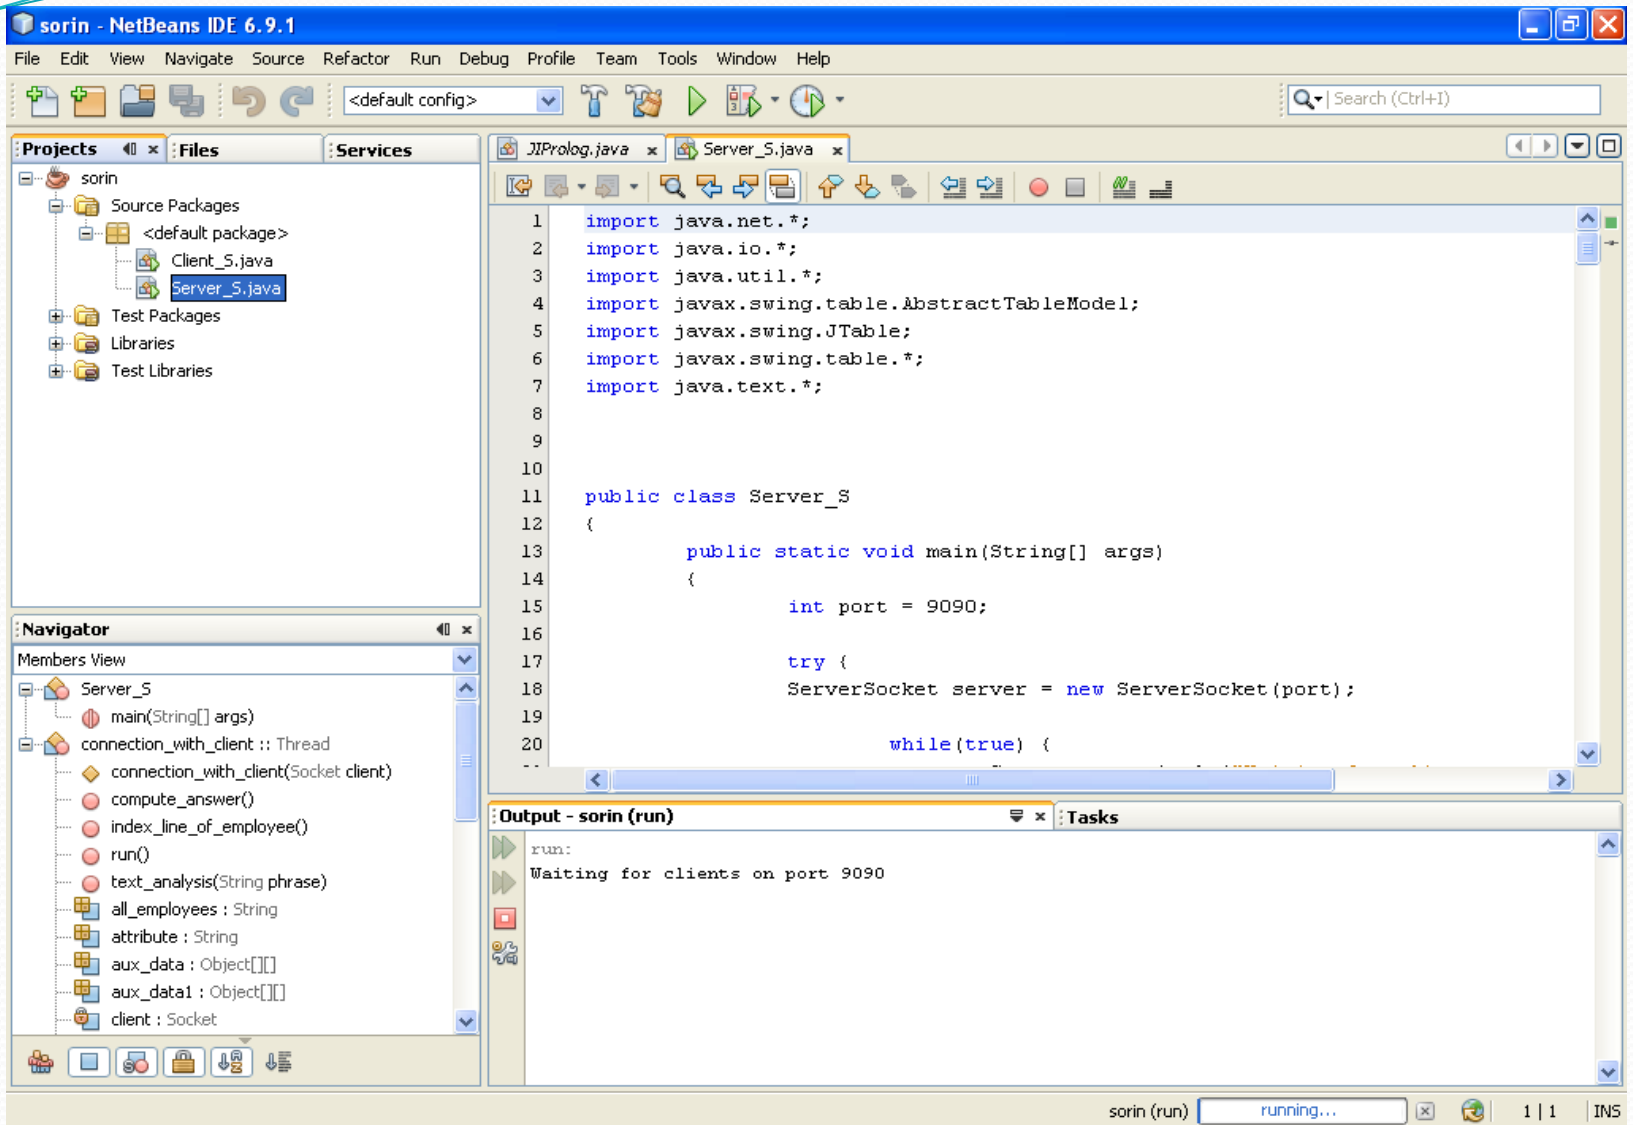 sorin - NetBeans IDE 6.9.1
File Edit View Navigate Source Refactor Run Debug Profile Team Tools Window Help
<default config>
Search (Ctrl+I)
Projects Files Services
sorin
Source Packages
<default package>
Client_S.java
Server_S.java
Test Packages
Libraries
Test Libraries
Navigator
Members View
Server_S
main(String[] args)
connection_with_client :: Thread
connection_with_client(Socket client)
compute_answer()
index_line_of_employee()
run()
text_analysis(String phrase)
all_employees : String
attribute : String
aux_data : Object[][]
aux_data1 : Object[][]
client : Socket
JIProlog.java Server_S.java
1 import java.net.*;
2 import java.io.*;
3 import java.util.*;
4 import javax.swing.table.AbstractTableModel;
5 import javax.swing.JTable;
6 import javax.swing.table.*;
7 import java.text.*;
8
9
10
11 public class Server_S
12 {
13 public static void main(String[] args)
14 {
15 int port = 9090;
16
17 try {
18 ServerSocket server = new ServerSocket(port);
19
20 while(true) {
Output - sorin (run) Tasks
run:
Waiting for clients on port 9090
sorin (run) running... 1 | 1 INS